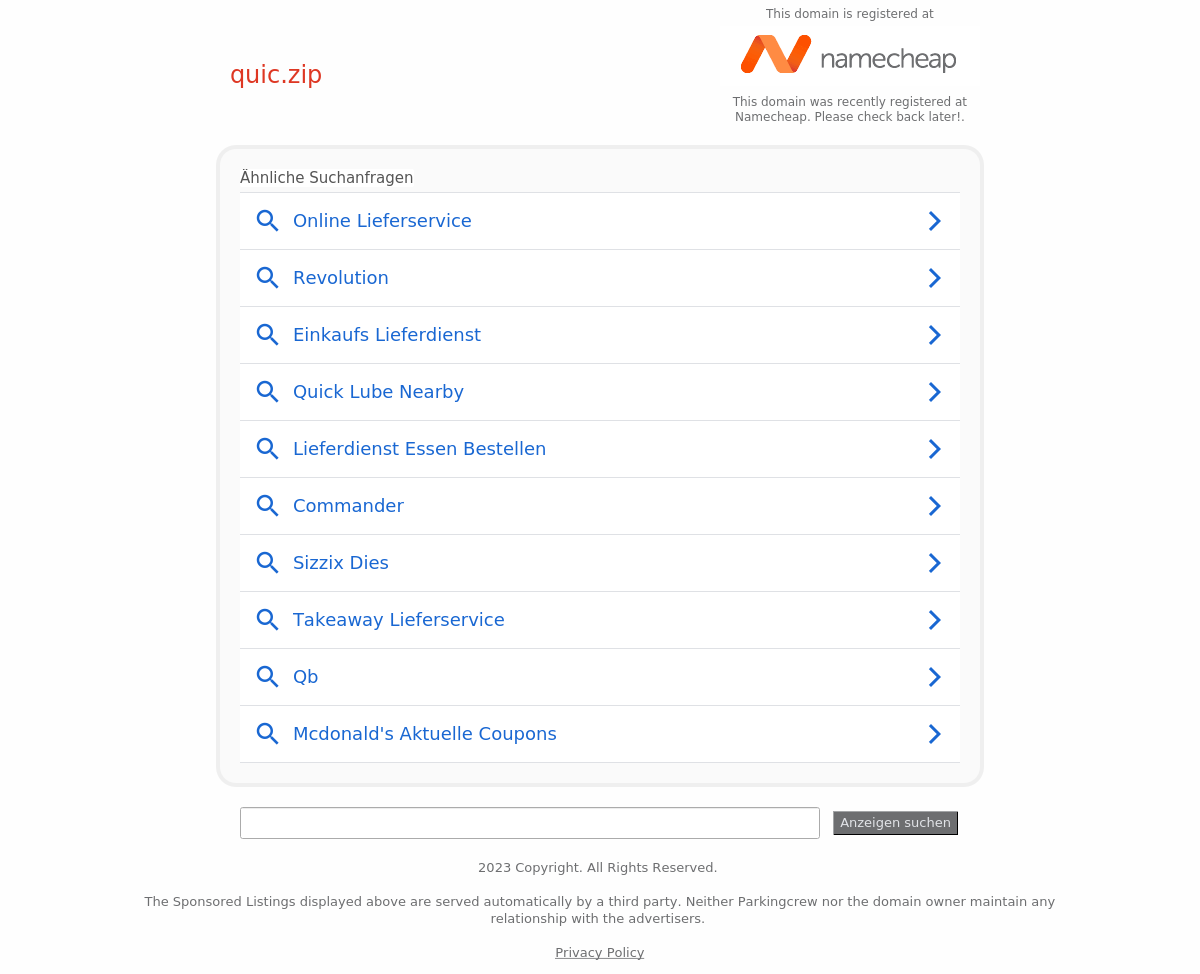 This domain is registered at
namecheap
quic.zip
This domain was recently registered at
Namecheap. Please check back later!.
Ähnliche Suchanfragen
Online Lieferservice
Revolution
Einkaufs Lieferdienst
Quick Lube Nearby
Lieferdienst Essen Bestellen
Commander
Sizzix Dies
Takeaway Lieferservice
Qb
Mcdonald's Aktuelle Coupons
Anzeigen suchen
2023 Copyright. All Rights Reserved.
The Sponsored Listings displayed above are served automatically by a third party. Neither Parkingcrew nor the domain owner maintain any
relationship with the advertisers.
Privacy Policy